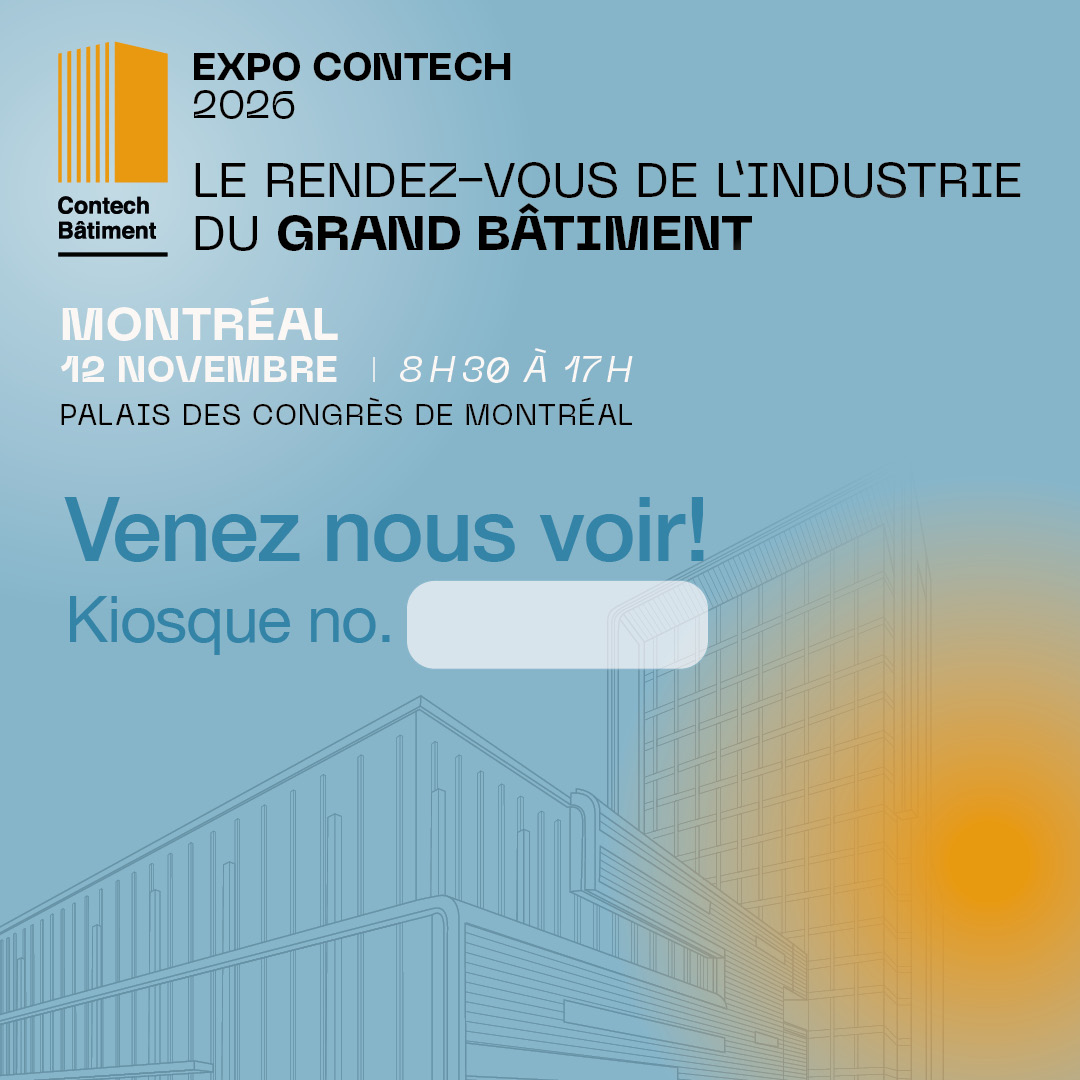 EXPO CONTECH
2026
LE RENDEZ-VOUS DE L'INDUSTRIE
DU GRAND BÂTIMENT
Contech
Bâtiment
MONTRÉAL
12 NOVEMBRE | 8H30 À 17H
PALAIS DES CONGRÈS DE MONTRÉAL
Venez nous voir!
Kiosque no.